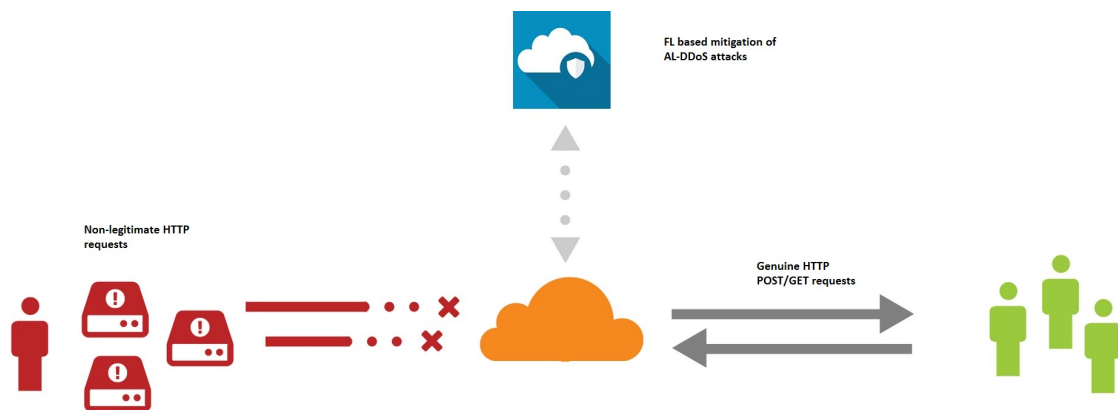 FL based mitigation of
AL-DDoS attacks
Non-legitimate HTTP
requests
Genuine HTTP
POST/GET requests